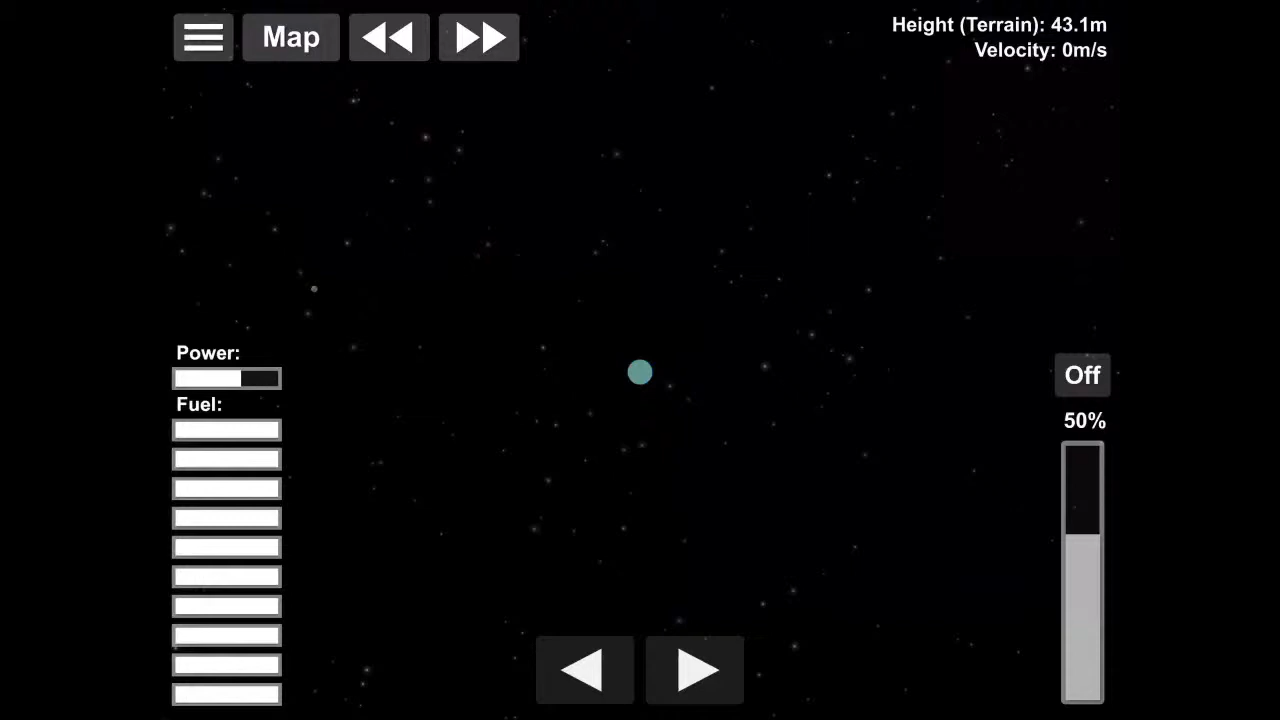 Map
Height (Terrain): 43.1m
Velocity: 0m/s
Power:
Fuel:
Off
50%